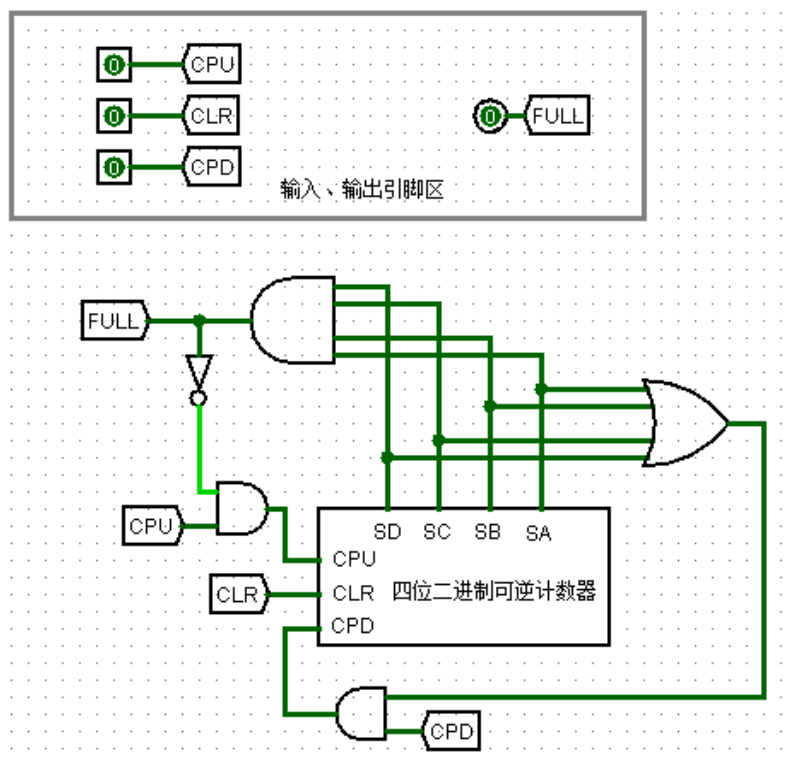 0 CPU
0 CLR
0 FULL
0 CPD
输入、输出引脚区
FULL
SD SC SB SA
CPU
CPU
CLR
CLR 四位二进制可逆计数器
CPD
CPD